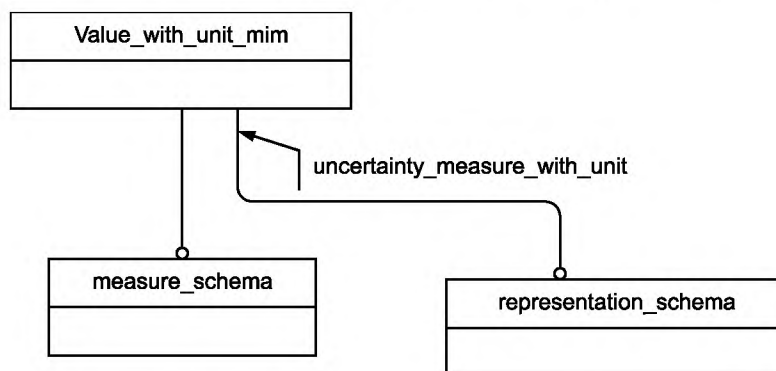 Value_with_unit_mim
uncertainty_measure_with_unit
measure_schema
representation_schema